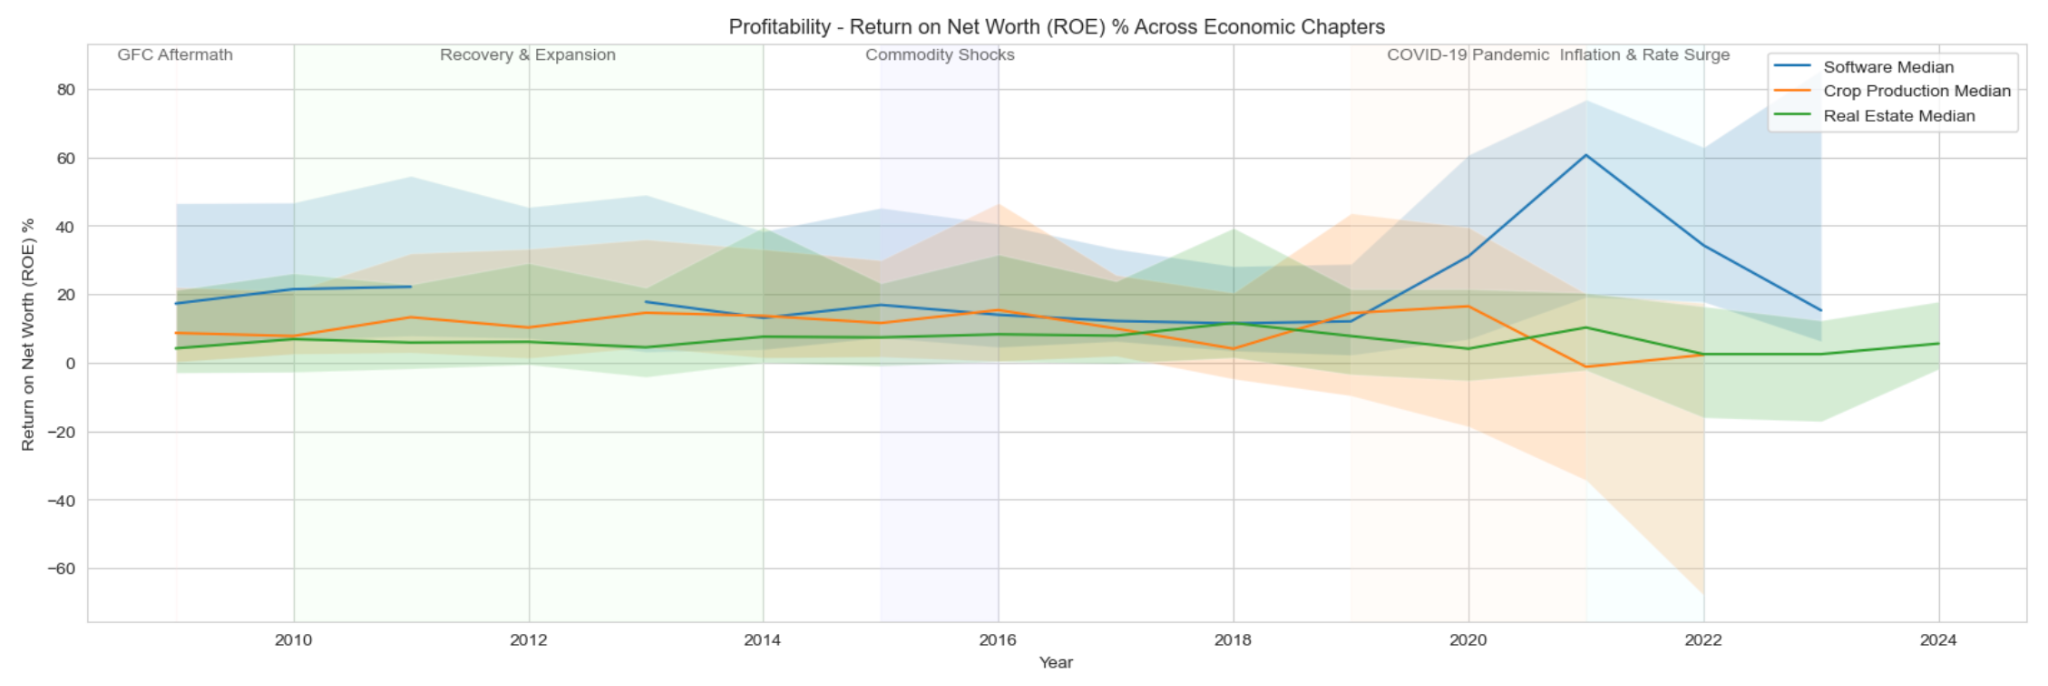 Profitability - Return on Net Worth (ROE) % Across Economic Chapters
GFC Aftermath
Recovery & Expansion
Commodity Shocks
COVID-19 Pandemic
Inflation & Rate Surge
Software Median
Crop Production Median
Real Estate Median
Return on Net Worth (ROE) %
80
60
40
20
0
−20
−40
−60
2010
2012
2014
2016
2018
2020
2022
2024
Year